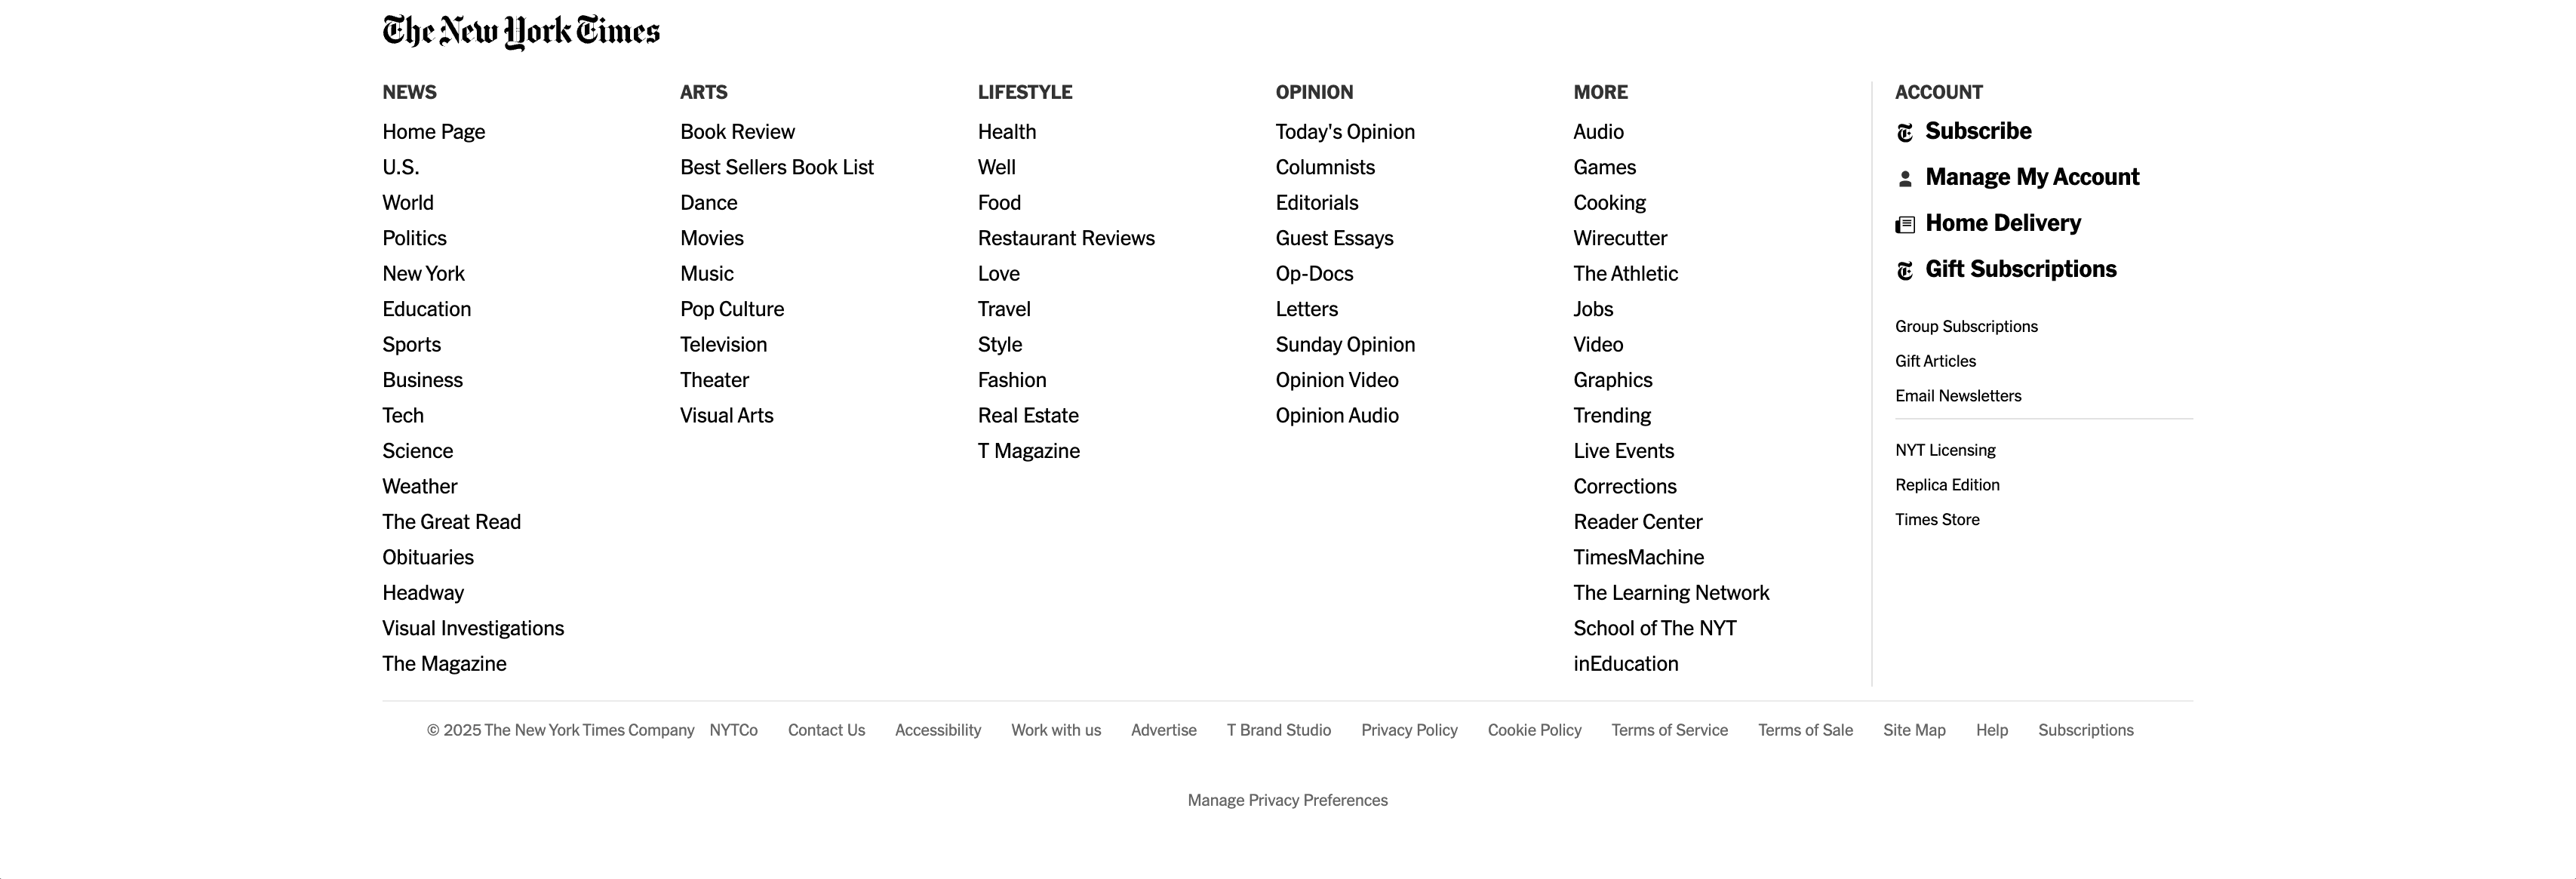 The New York Times
NEWS
Home Page
U.S.
World
Politics
New York
Education
Sports
Business
Tech
Science
Weather
The Great Read
Obituaries
Headway
Visual Investigations
The Magazine
ARTS
Book Review
Best Sellers Book List
Dance
Movies
Music
Pop Culture
Television
Theater
Visual Arts
LIFESTYLE
Health
Well
Food
Restaurant Reviews
Love
Travel
Style
Fashion
Real Estate
T Magazine
OPINION
Today's Opinion
Columnists
Editorials
Guest Essays
Op-Docs
Letters
Sunday Opinion
Opinion Video
Opinion Audio
MORE
Audio
Games
Cooking
Wirecutter
The Athletic
Jobs
Video
Graphics
Trending
Live Events
Corrections
Reader Center
TimesMachine
The Learning Network
School of The NYT
inEducation
ACCOUNT
Subscribe
Manage My Account
Home Delivery
Gift Subscriptions
Group Subscriptions
Gift Articles
Email Newsletters
NYT Licensing
Replica Edition
Times Store
© 2025 The New York Times Company NYTCo Contact Us Accessibility Work with us Advertise T Brand Studio Privacy Policy Cookie Policy Terms of Service Terms of Sale Site Map Help Subscriptions
Manage Privacy Preferences